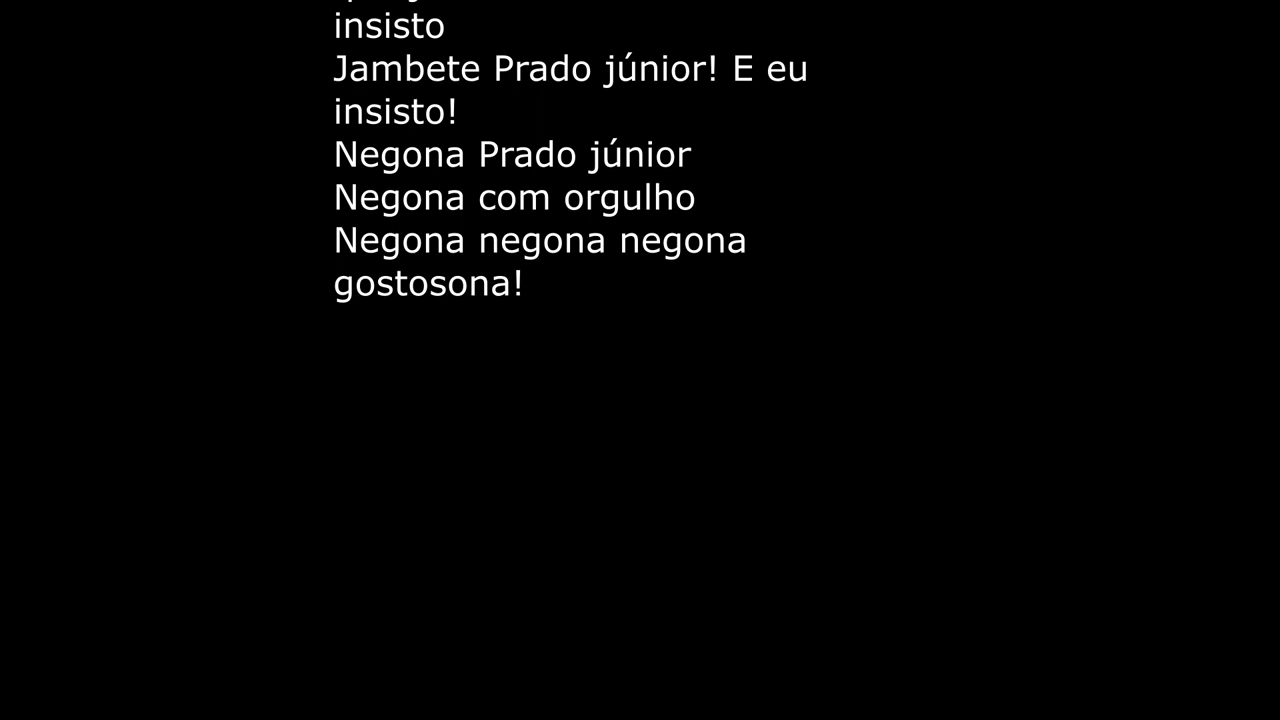 insisto
Jambete Prado júnior! E eu
insisto!
Negona Prado júnior
Negona com orgulho
Negona negona negona
gostosona!